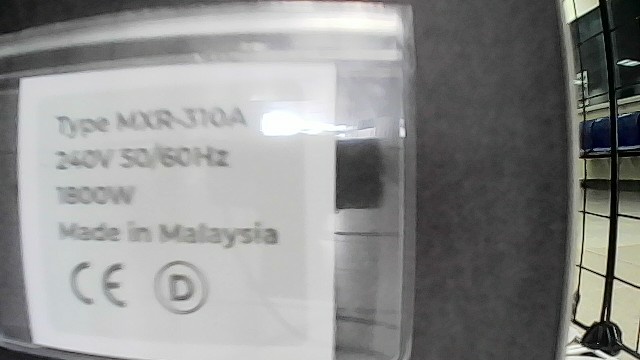 Type MXR-310A
240V 50/60Hz
1800W
Made in Malaysia
CE D